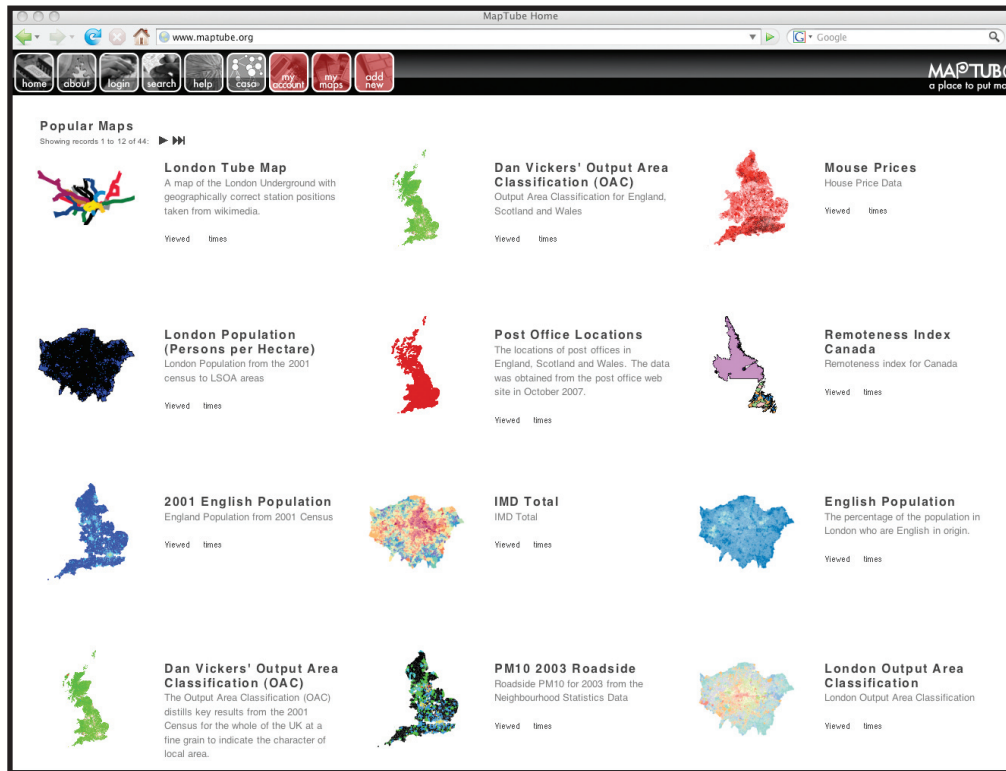 MapTube Home
www.maptube.org
Google
home about login search help casa my account my maps add new
MAPTUBE
a place to put ma
Popular Maps
Showing records 1 to 12 of 44:
London Tube Map
A map of the London Underground with
geographically correct station positions
taken from wikimedia.
Viewed times
Dan Vickers' Output Area
Classification (OAC)
Output Area Classification for England,
Scotland and Wales
Viewed times
Mouse Prices
House Price Data
Viewed times
London Population
(Persons per Hectare)
London Population from the 2001
census to LSOA areas
Viewed times
Post Office Locations
The locations of post offices in
England, Scotland and Wales. The data
was obtained from the post office web
site in October 2007.
Viewed times
Remoteness Index
Canada
Remoteness index for Canada
Viewed times
2001 English Population
England Population from 2001 Census
Viewed times
IMD Total
IMD Total
Viewed times
English Population
The percentage of the population in
London who are English in origin.
Viewed times
Dan Vickers' Output Area
Classification (OAC)
The Output Area Classification (OAC)
distills key results from the 2001
Census for the whole of the UK at a
fine grain to indicate the character of
local area.
PM10 2003 Roadside
Roadside PM10 for 2003 from the
Neighbourhood Statistics Data
Viewed times
London Output Area
Classification
London Output Area Classification
Viewed times